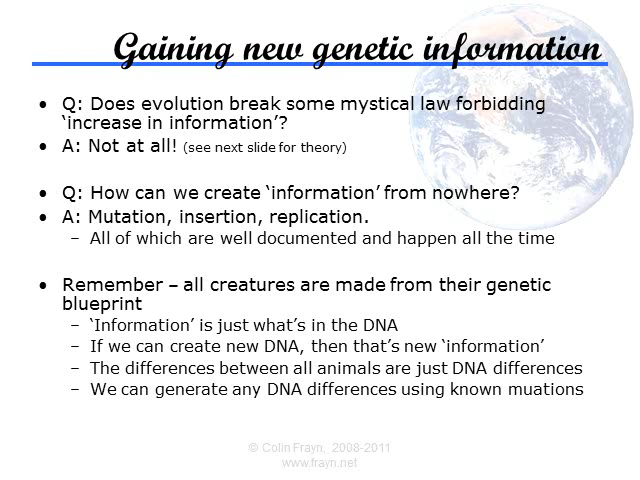 Gaining new genetic information
• Q: Does evolution break some mystical law forbidding
‘increase in information’?
• A: Not at all! (see next slide for theory)
• Q: How can we create ‘information’ from nowhere?
• A: Mutation, insertion, replication.
– All of which are well documented and happen all the time
• Remember – all creatures are made from their genetic
blueprint
– ‘Information’ is just what’s in the DNA
– If we can create new DNA, then that’s new ‘information’
– The differences between all animals are just DNA differences
– We can generate any DNA differences using known muations
© Colin Frayn, 2008-2011
www.frayn.net